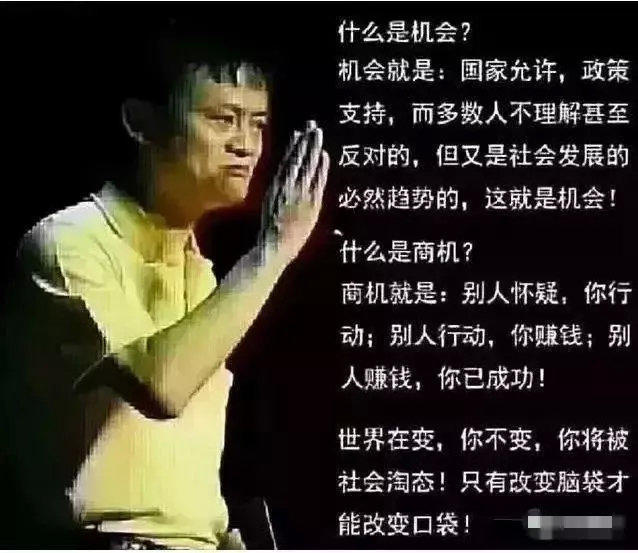 什么是机会？
机会就是：国家允许，政策
支持，而多数人不理解甚至
反对的，但又是社会发展的
必然趋势的，这就是机会！
什么是商机？
商机就是：别人怀疑，你行
动；别人行动，你赚钱；别
人赚钱，你已成功！
世界在变，你不变，你将被
社会淘态！只有改变脑袋才
能改变口袋！